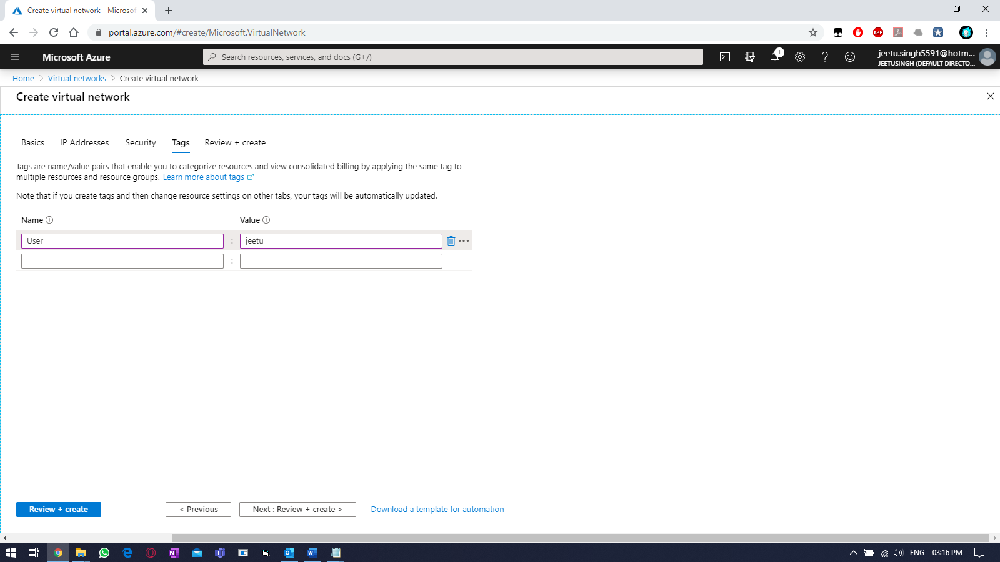 Create virtual network - Microsof
portal.azure.com/#create/Microsoft.VirtualNetwork
ABP
Microsoft Azure
Search resources, services, and docs (G+/)
1
jeetu.singh5591@hotm...
JEETUSINGH (DEFAULT DIRECTO...
Home > Virtual networks > Create virtual network
Create virtual network
Basics IP Addresses Security Tags Review + create
Tags are name/value pairs that enable you to categorize resources and view consolidated billing by applying the same tag to
multiple resources and resource groups. Learn more about tags
Note that if you create tags and then change resource settings on other tabs, your tags will be automatically updated.
Name Value
User : jeetu
:
Review + create < Previous Next : Review + create > Download a template for automation
ENG 03:16 PM